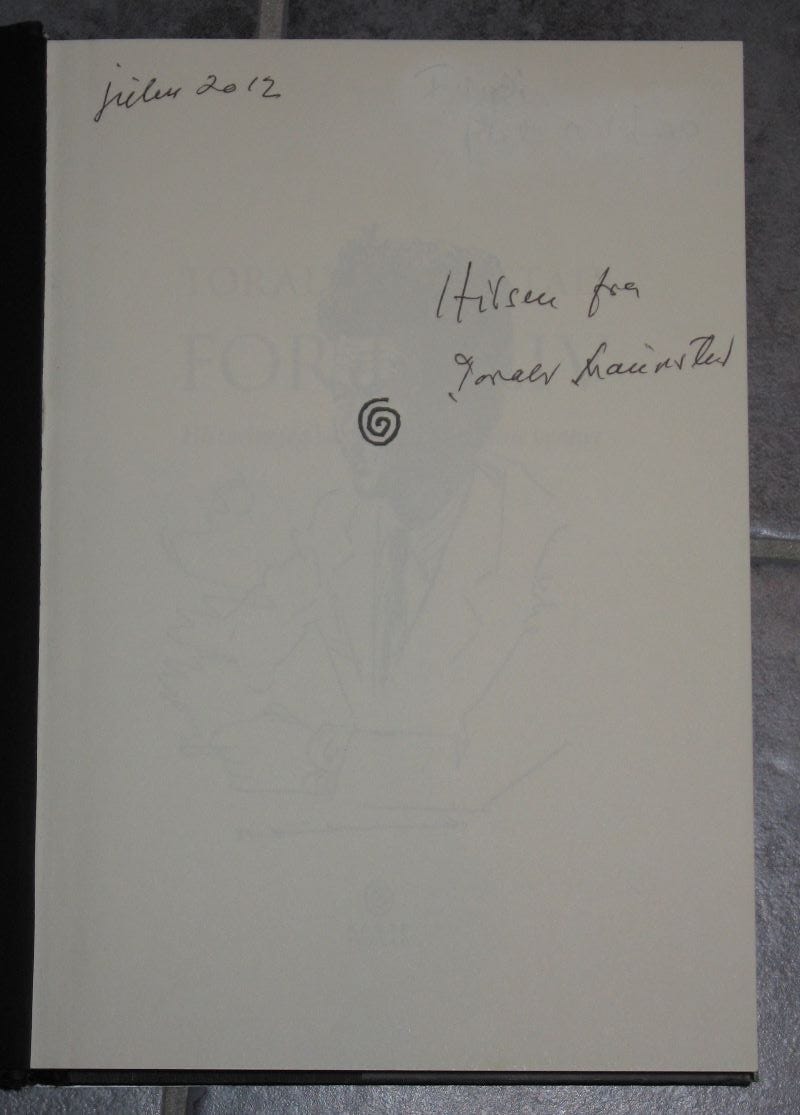 julen 2012
Hilsen fra
Toralv Maurstad